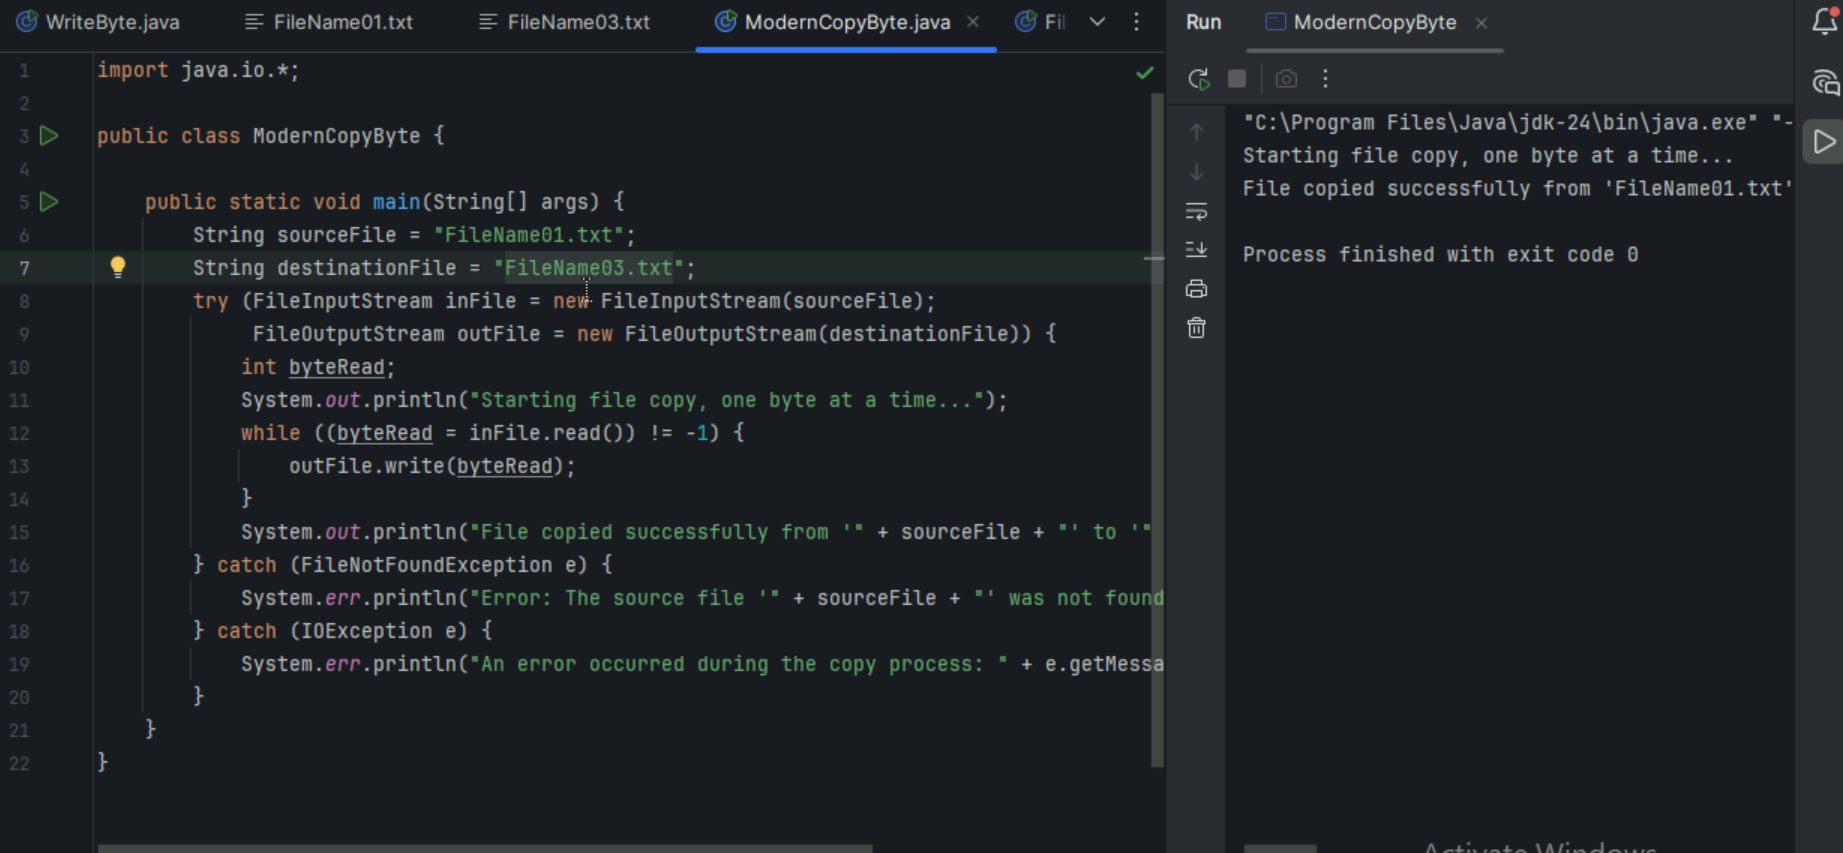 WriteByte.java FileName01.txt FileName03.txt ModernCopyByte.java Fil
1 import java.io.*;
2
3 public class ModernCopyByte {
4
5 public static void main(String[] args) {
6 String sourceFile = "FileName01.txt";
7 String destinationFile = "FileName03.txt";
8 try (FileInputStream inFile = new FileInputStream(sourceFile);
9 FileOutputStream outFile = new FileOutputStream(destinationFile)) {
10 int byteRead;
11 System.out.println("Starting file copy, one byte at a time...");
12 while ((byteRead = inFile.read()) != -1) {
13 outFile.write(byteRead);
14 }
15 System.out.println("File copied successfully from '" + sourceFile + "' to '"
16 } catch (FileNotFoundException e) {
17 System.err.println("Error: The source file '" + sourceFile + "' was not found
18 } catch (IOException e) {
19 System.err.println("An error occurred during the copy process: " + e.getMessa
20 }
21 }
22 }
Run ModernCopyByte
"C:\Program Files\Java\jdk-24\bin\java.exe" "-
Starting file copy, one byte at a time...
File copied successfully from 'FileName01.txt'
Process finished with exit code 0
Activate Windows